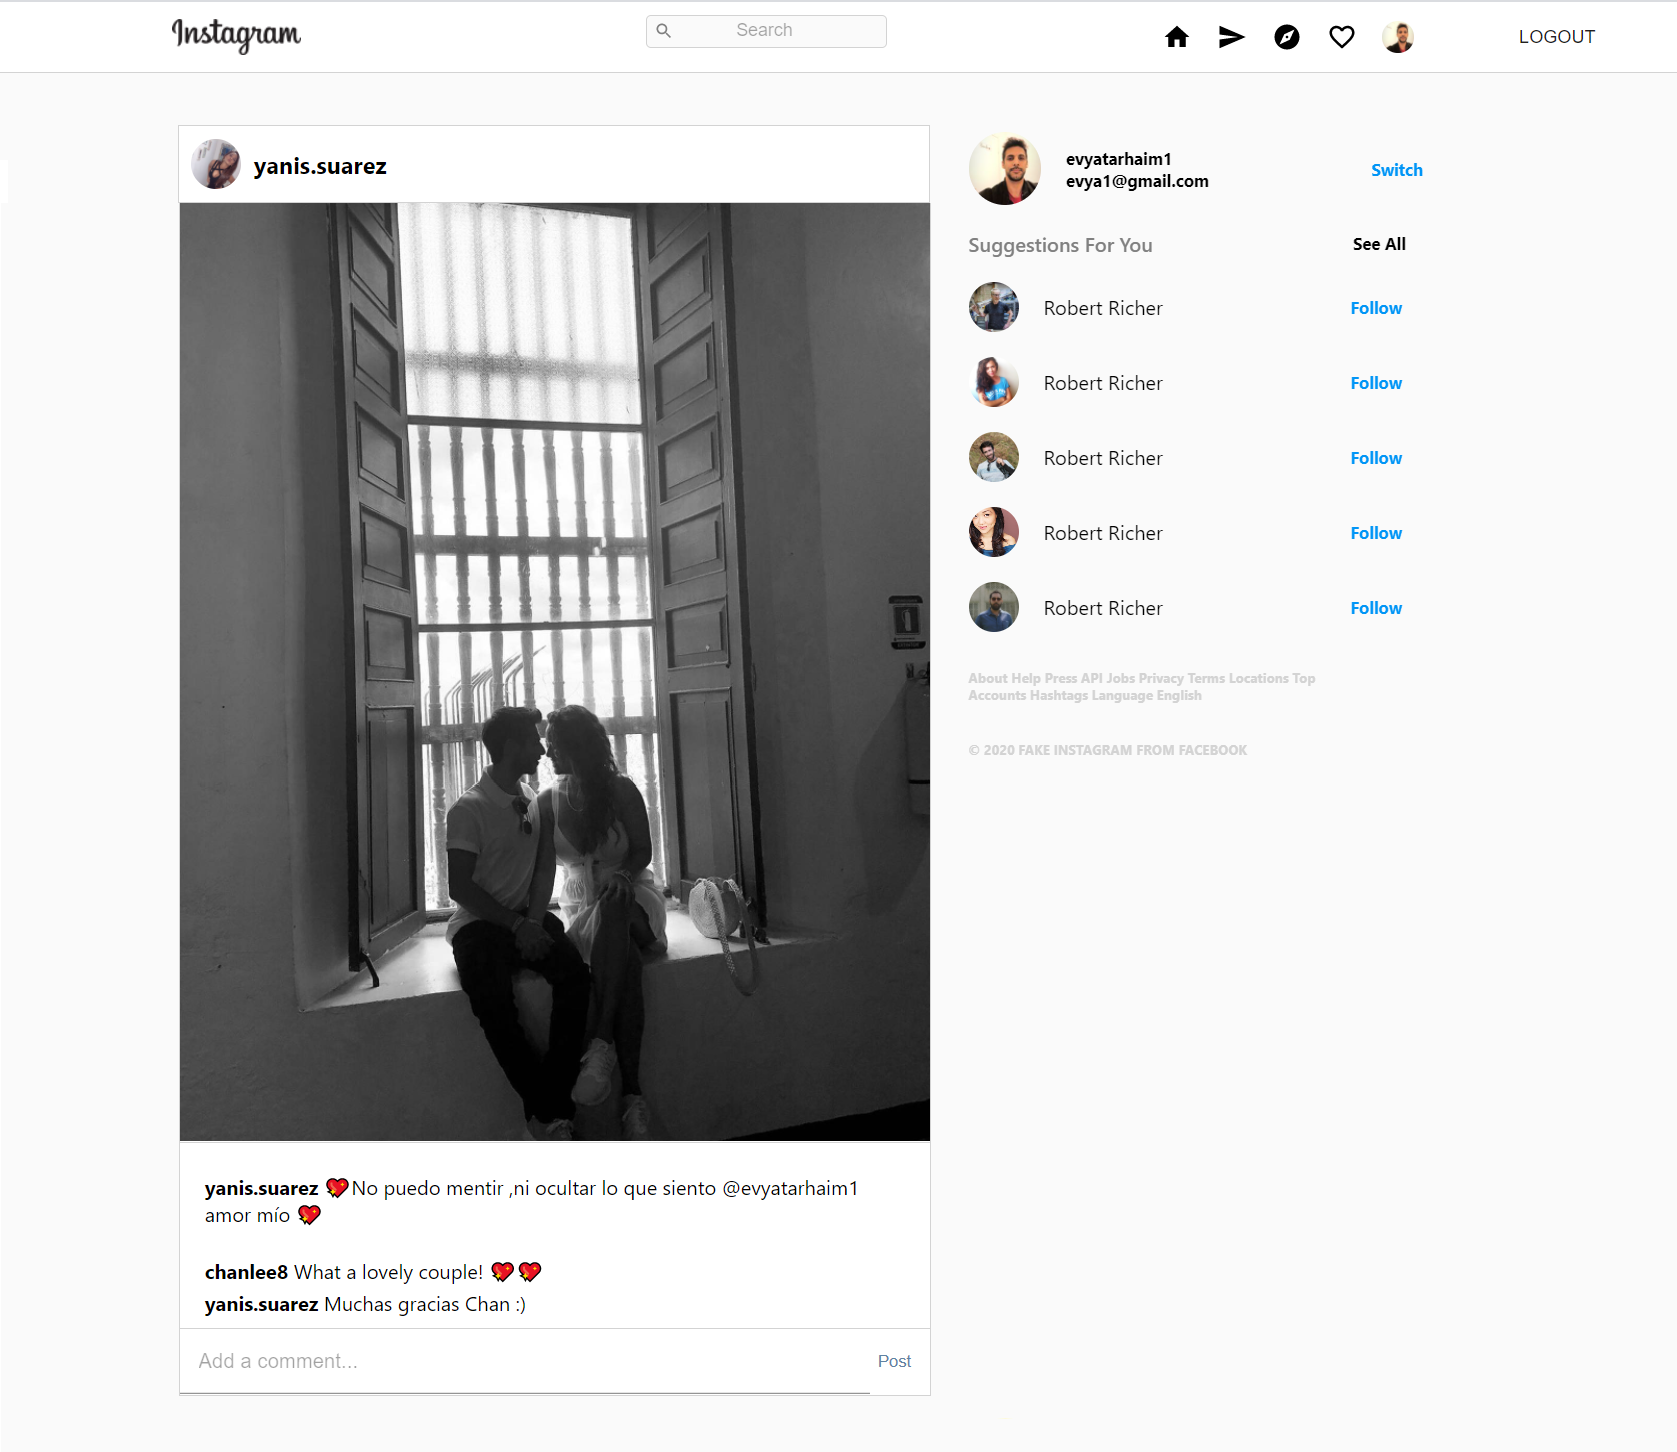 Instagram
Search
LOGOUT
yanis.suarez
evyatarhaim1
evya1@gmail.com
Switch
Suggestions For You
See All
Robert Richer
Follow
Robert Richer
Follow
Robert Richer
Follow
Robert Richer
Follow
Robert Richer
Follow
About Help Press API Jobs Privacy Terms Locations Top
Accounts Hashtags Language English
© 2020 FAKE INSTAGRAM FROM FACEBOOK
yanis.suarez 💖No puedo mentir ,ni ocultar lo que siento @evyatarhaim1
amor mío 💖
chanlee8 What a lovely couple! 💖💖
yanis.suarez Muchas gracias Chan :)
Add a comment...
Post